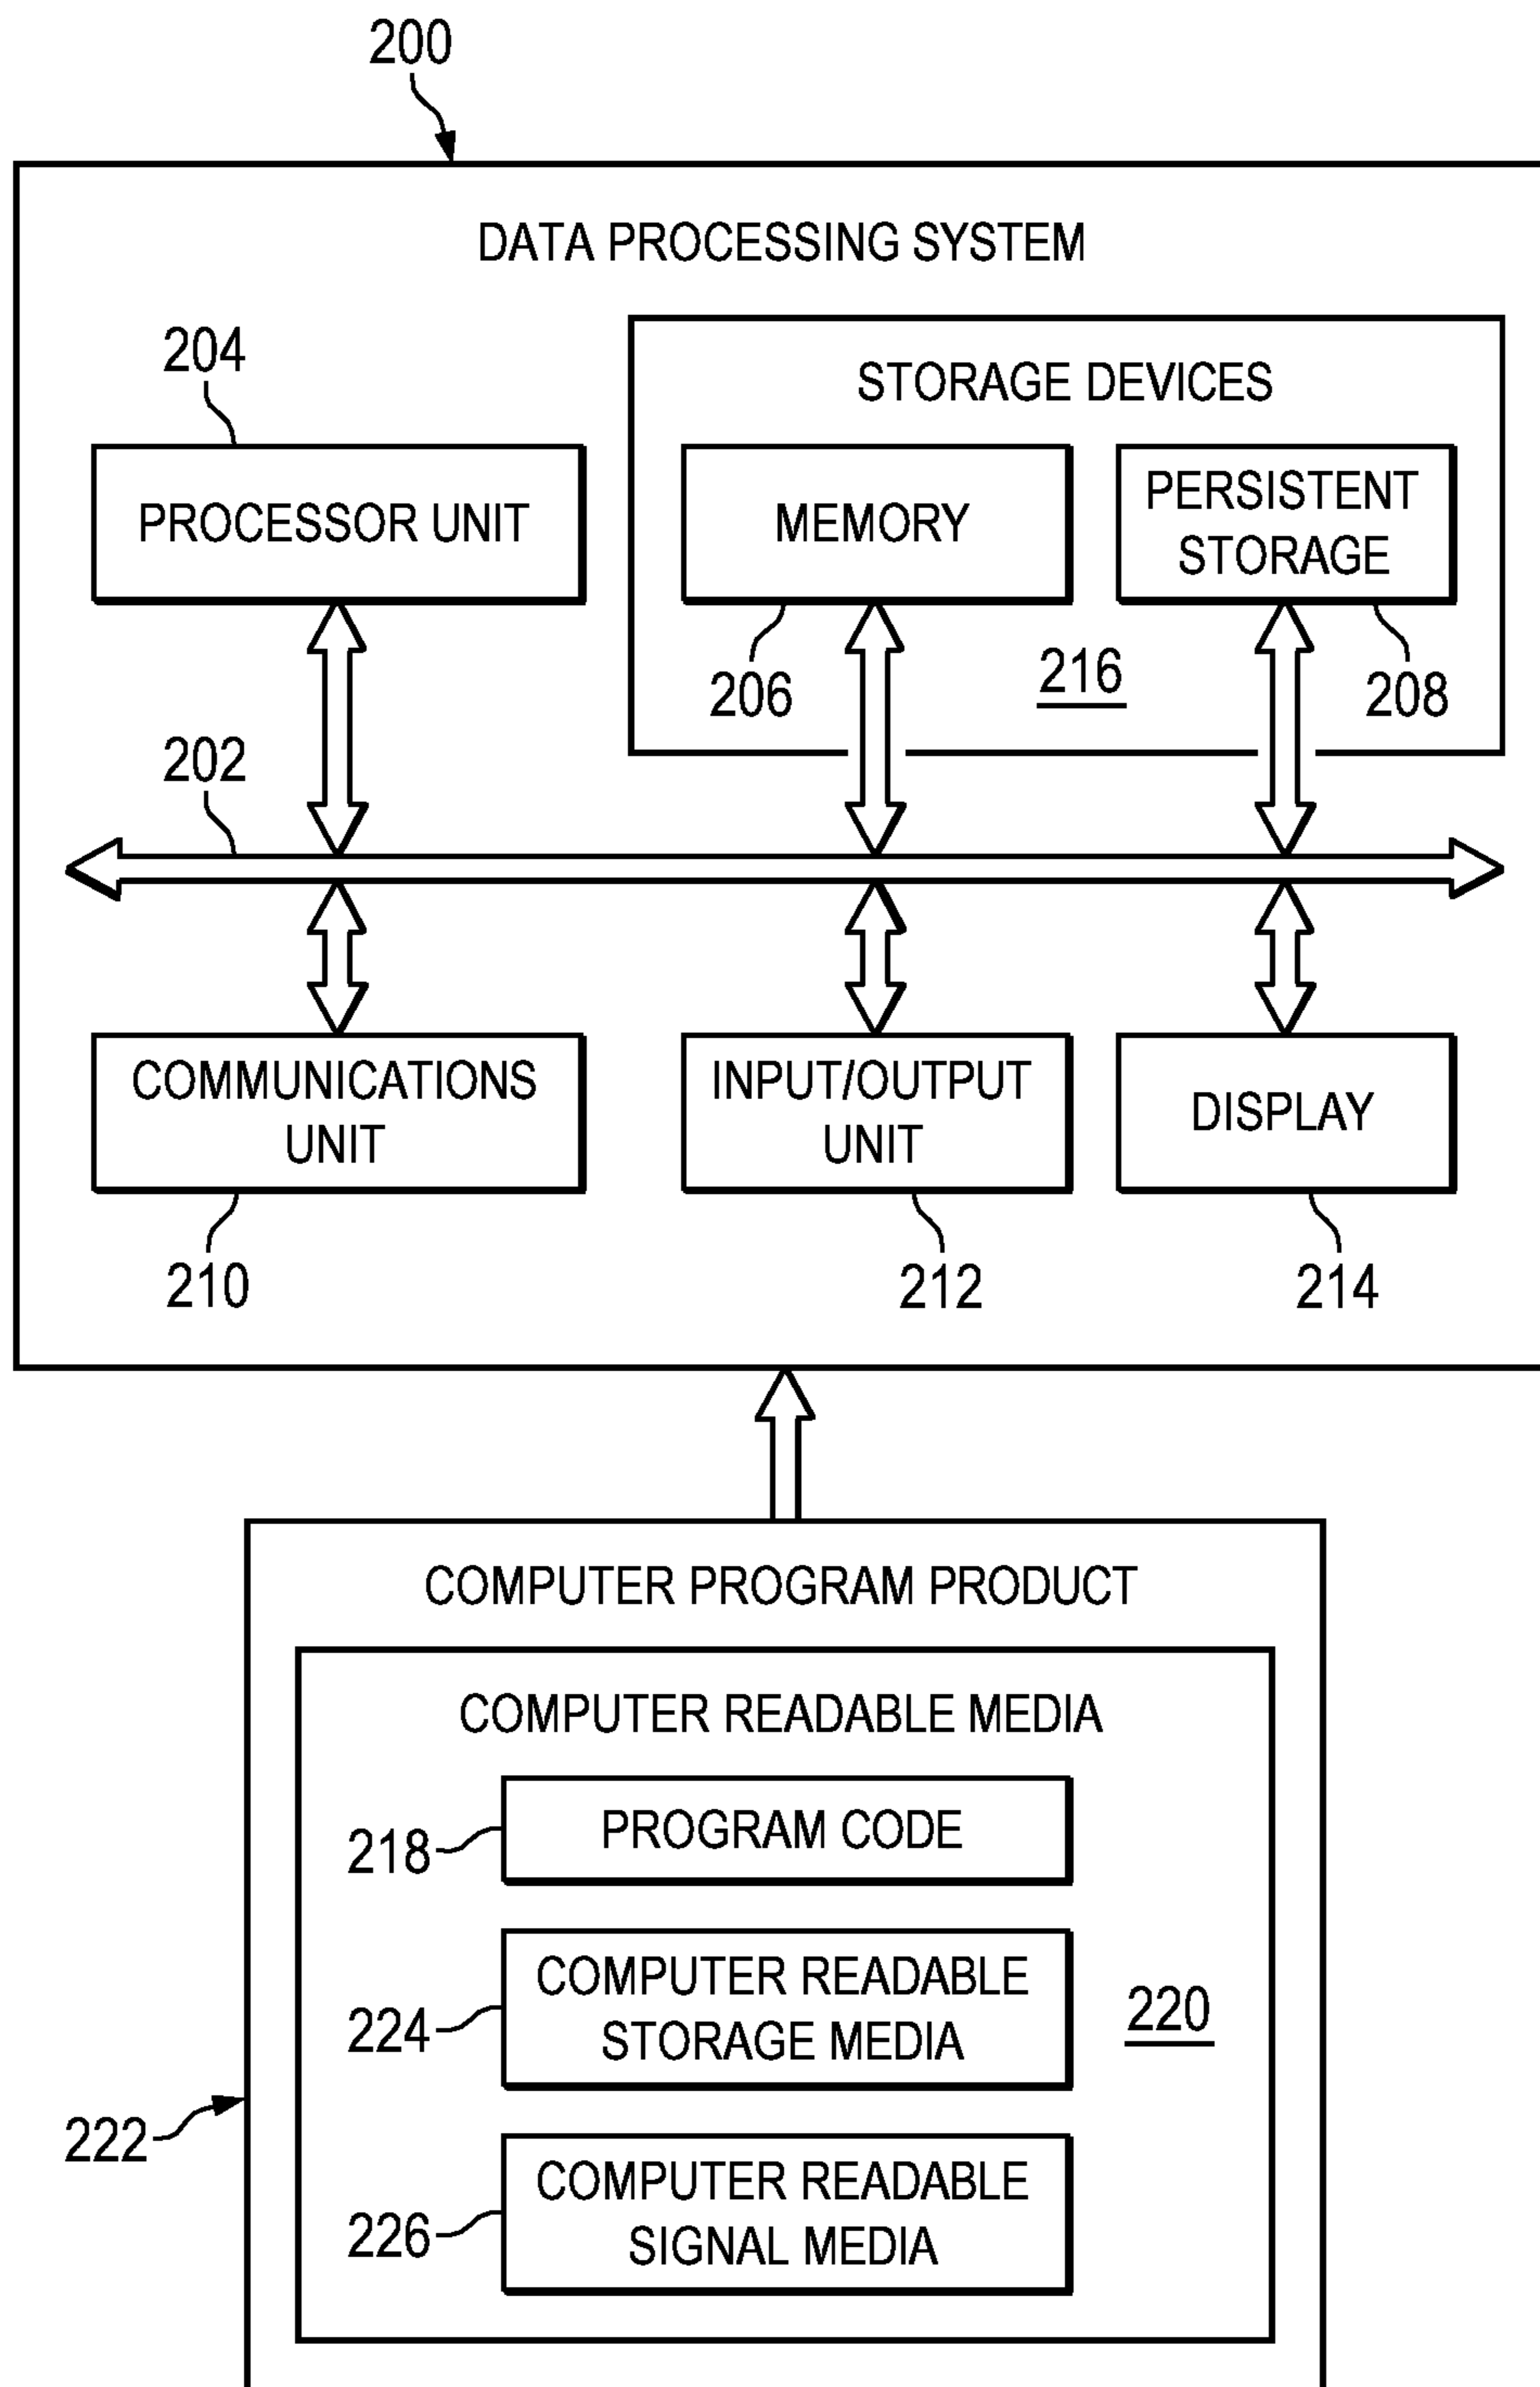 200
DATA PROCESSING SYSTEM
204
STORAGE DEVICES
PROCESSOR UNIT
MEMORY
PERSISTENT
STORAGE
206
216
208
202
COMMUNICATIONS
UNIT
INPUT/OUTPUT
UNIT
DISPLAY
210
212
214
COMPUTER PROGRAM PRODUCT
COMPUTER READABLE MEDIA
218
PROGRAM CODE
224
COMPUTER READABLE
STORAGE MEDIA
220
222
226
COMPUTER READABLE
SIGNAL MEDIA